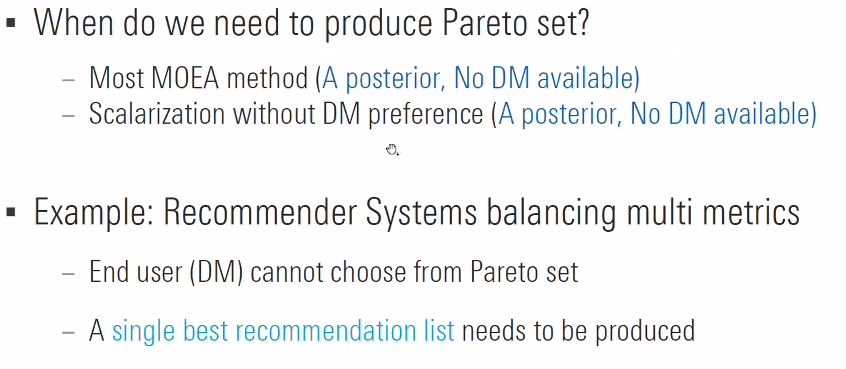 ▪ When do we need to produce Pareto set?
– Most MOEA method (A posterior, No DM available)
– Scalarization without DM preference (A posterior, No DM available)
▪ Example: Recommender Systems balancing multi metrics
– End user (DM) cannot choose from Pareto set
– A single best recommendation list needs to be produced